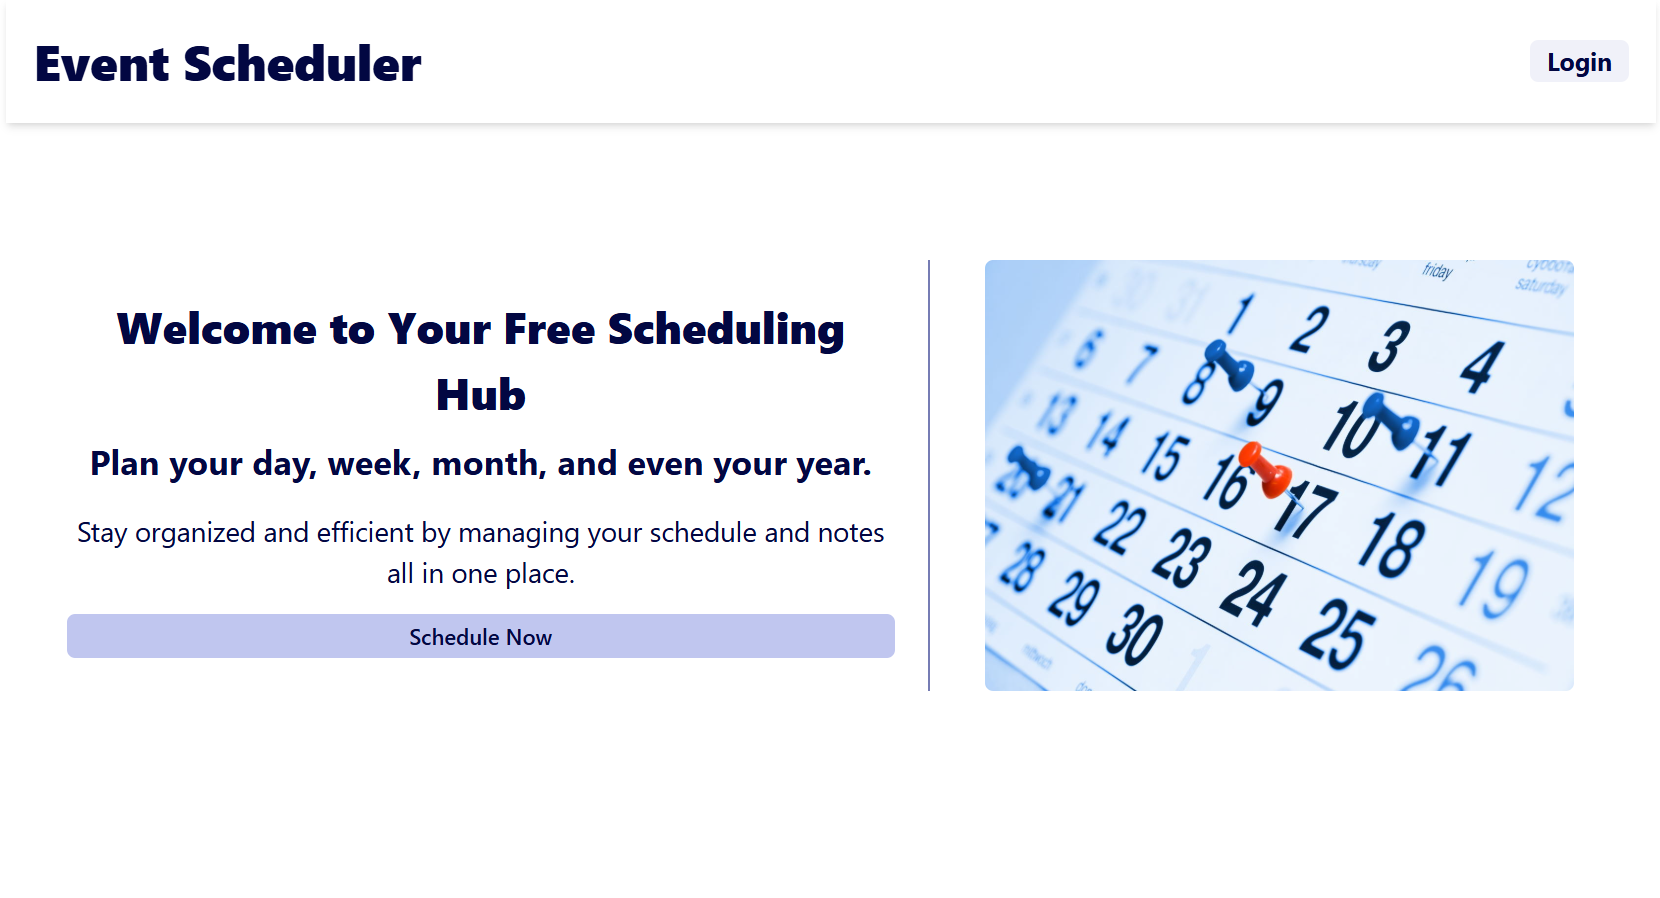 Event Scheduler
Login
Welcome to Your Free Scheduling
Hub
Plan your day, week, month, and even your year.
Stay organized and efficient by managing your schedule and notes
all in one place.
Schedule Now
friday
saturday
30 31 1 2 3 4
6 7 8 9 10 11 12
13 14 15 16 17 18 19
20 21 22 23 24 25 26
28 29 30 1